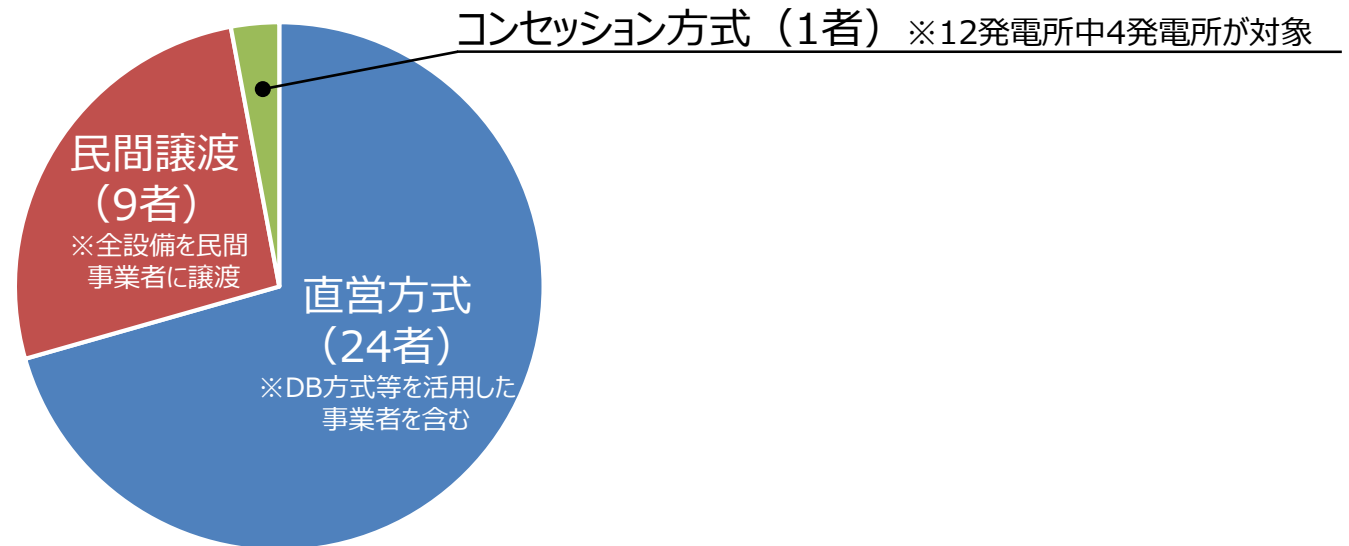 コンセッション方式（1者）※12発電所中4発電所が対象
民間譲渡
（9者）
※全設備を民間
事業者に譲渡
直営方式
（24者）
※DB方式等を活用した
事業者を含む